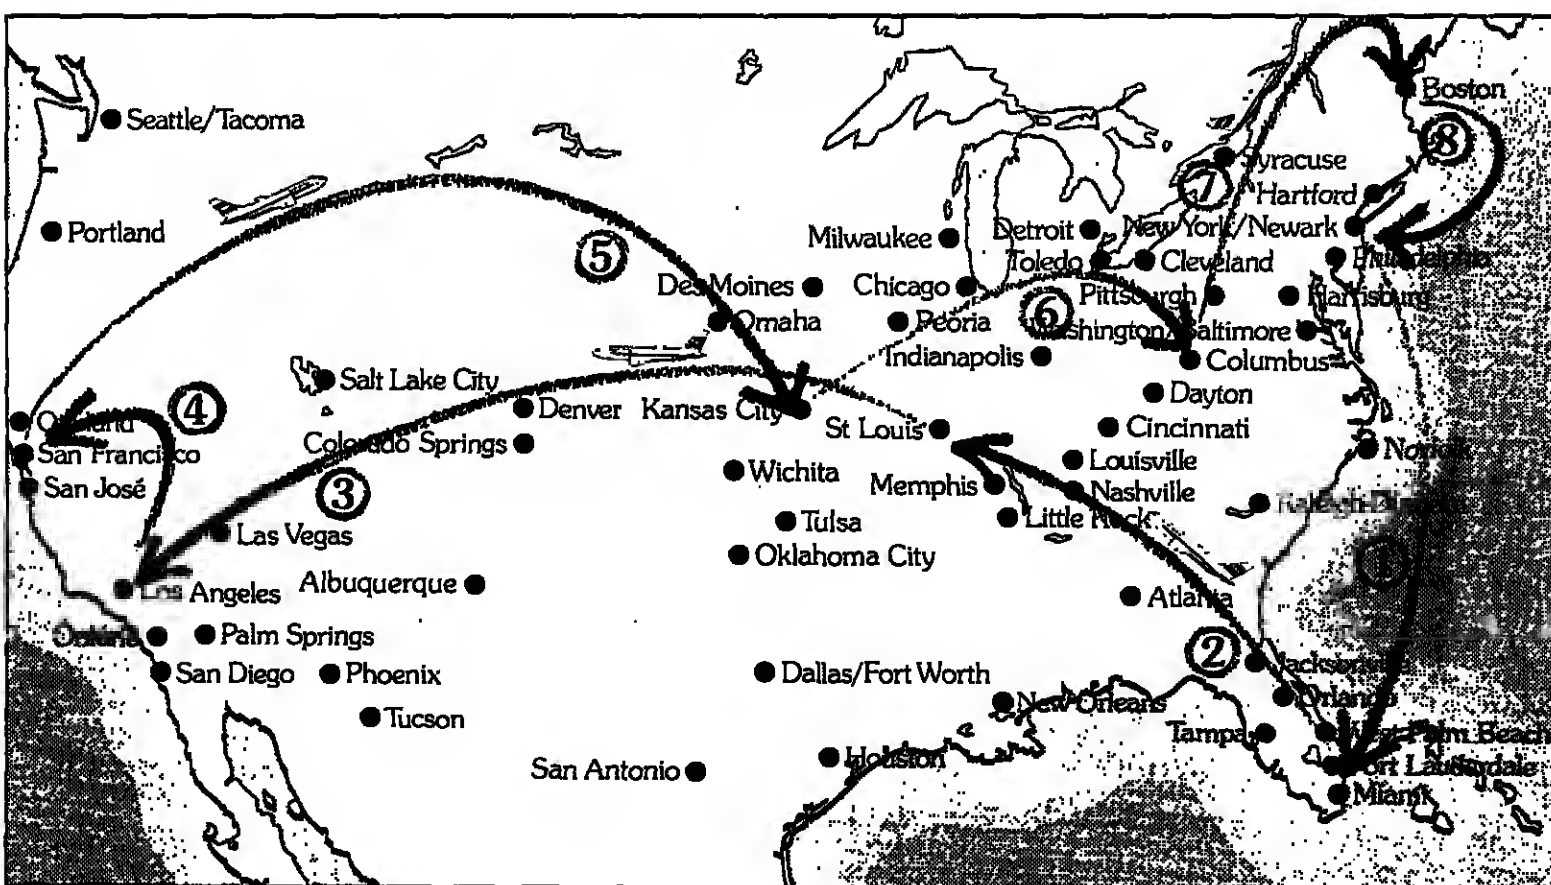 Boston
Seattle/Tacoma
8
Syracuse
7
Hartford
Portland
Milwaukee
Detroit
New York/Newark
5
Toledo
Cleveland
Philadelphia
Des Moines
Chicago
Pittsburgh
Harrisburg
6
Omaha
Peoria
Washington/Baltimore
Indianapolis
Columbus
Salt Lake City
Dayton
4
Denver
Kansas City
Oakland
St Louis
Cincinnati
Colorado Springs
San Francisco
Norfolk
Louisville
Wichita
San José
3
Memphis
Nashville
Raleigh-Durham
Tulsa
Little Rock
Las Vegas
Oklahoma City
1
Albuquerque
Los Angeles
Atlanta
Ontario
Palm Springs
2
Jacksonville
San Diego
Phoenix
Dallas/Fort Worth
Orlando
New Orleans
Tucson
Tampa
West Palm Beach
Houston
San Antonio
Fort Lauderdale
Miami